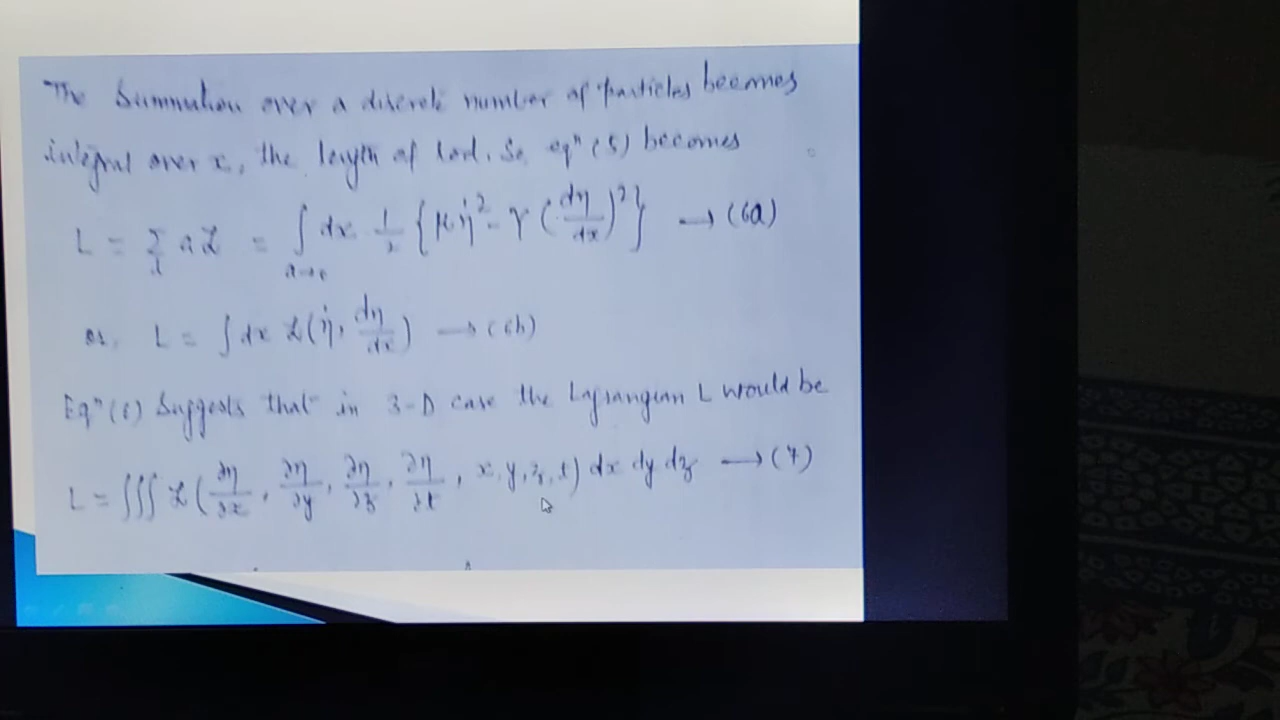 The Summation over a discrete number of particles becomes
integral over x, the length of rod. So eqⁿ (5) becomes
L = Σᵢ a ℒ = ∫ₐ→₀ dx 1/2 {μ η̇² - Y (dη/dx)²} → (6a)
or, L = ∫ dx ℒ(η̇, dη/dx) → (6b)
Eqⁿ (6) Suggests that in 3-D case the Lagrangian L would be
L = ∫∫∫ ℒ (∂η/∂x, ∂η/∂y, ∂η/∂z, ∂η/∂t, x, y, z, t) dx dy dz → (7)